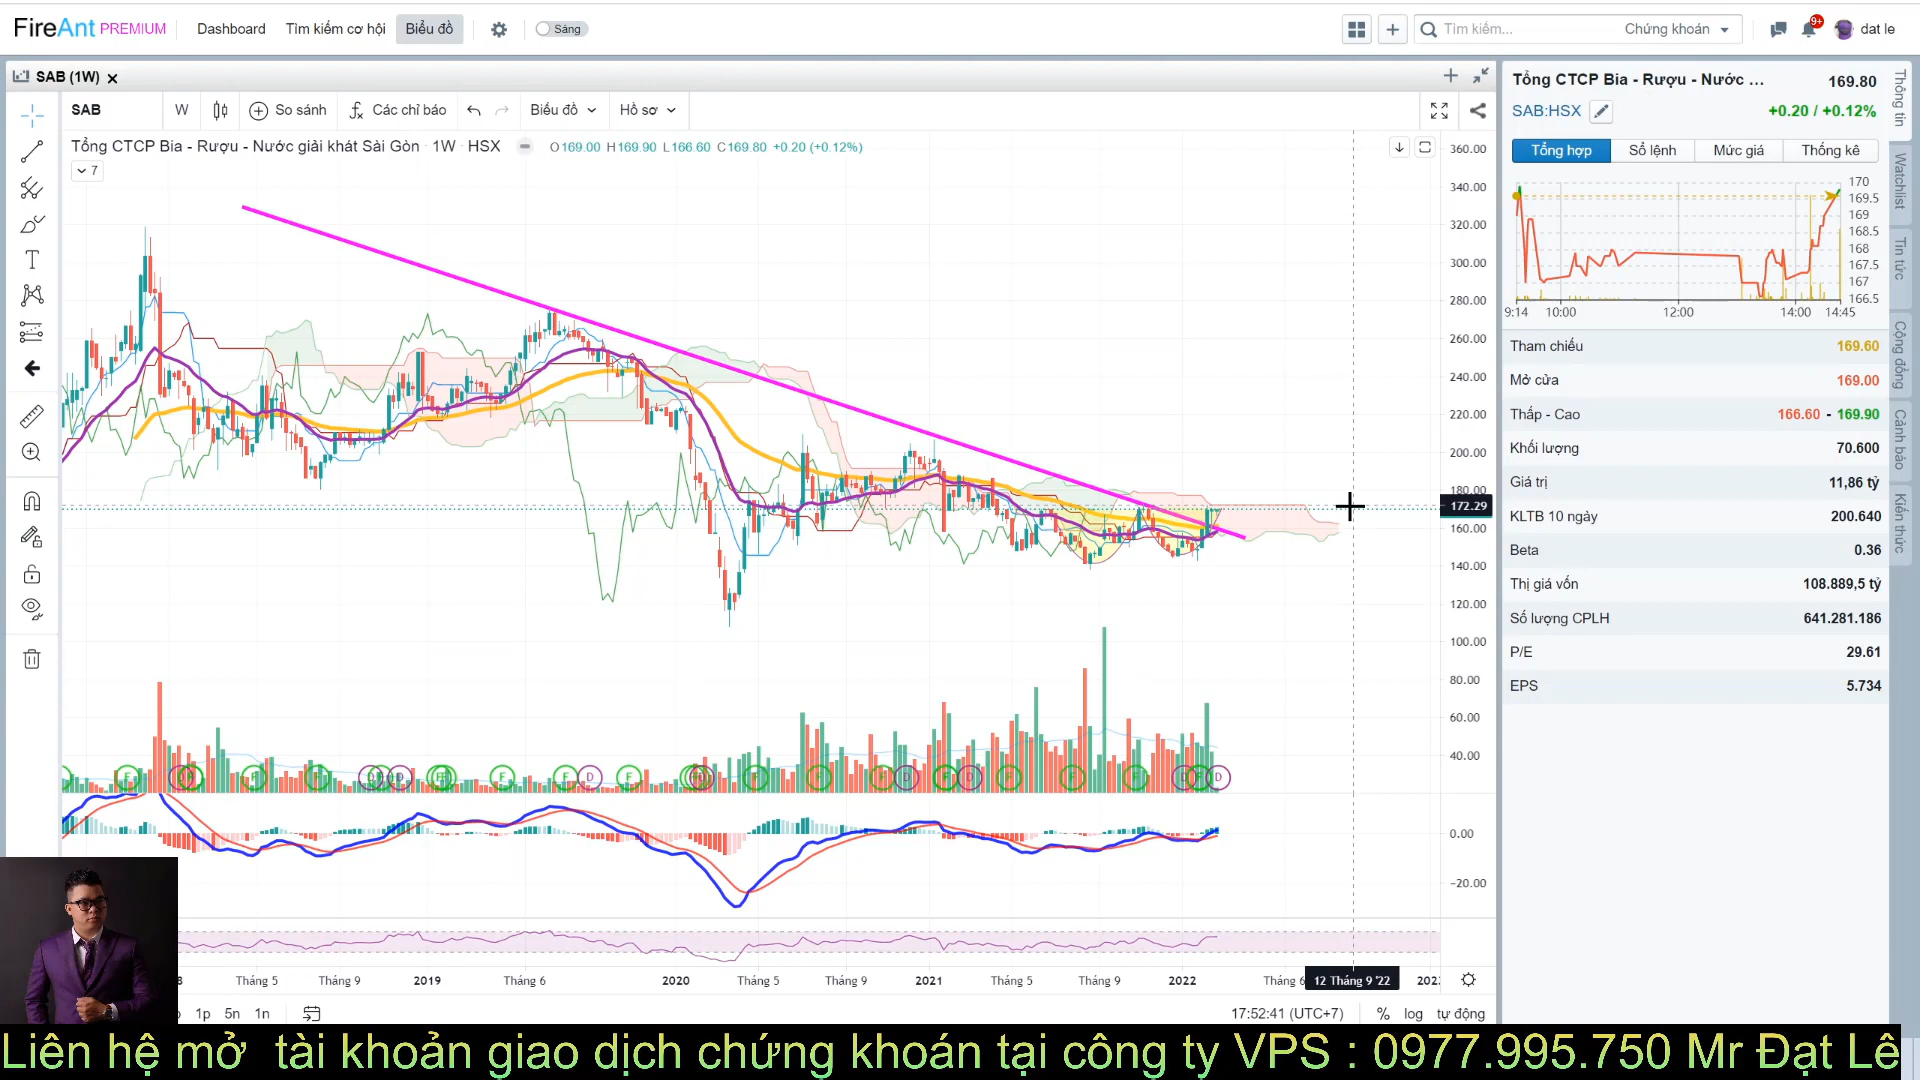 FireAnt PREMIUM Dashboard Tìm kiếm cơ hội Biểu đồ Sáng Tìm kiếm... Chứng khoán 9+ dat le
SAB (1W)
SAB W So sánh Các chỉ báo Biểu đồ Hồ sơ
Tổng CTCP Bia - Rượu - Nước giải khát Sài Gòn · 1W · HSX O169.00 H169.90 L166.60 C169.80 +0.20 (+0.12%)
7
360.00
340.00
320.00
300.00
280.00
260.00
240.00
220.00
200.00
180.00
172.29
160.00
140.00
120.00
100.00
80.00
60.00
40.00
0.00
−20.00
Tháng 5 Tháng 9 2019 Tháng 6 2020 Tháng 5 Tháng 9 2021 Tháng 5 Tháng 9 2022 Tháng 6 12 Tháng 9 '22
1p 5n 1n 17:52:41 (UTC+7) % log tự động
Tổng CTCP Bia - Rượu - Nước ... 169.80
SAB:HSX +0.20 / +0.12%
Tổng hợp Sổ lệnh Mức giá Thống kê
170
169.5
169
168.5
168
167.5
167
166.5
9:14 10:00 12:00 14:00 14:45
Tham chiếu 169.60
Mở cửa 169.00
Thấp - Cao 166.60 - 169.90
Khối lượng 70.600
Giá trị 11,86 tỷ
KLTB 10 ngày 200.640
Beta 0.36
Thị giá vốn 108.889,5 tỷ
Số lượng CPLH 641.281.186
P/E 29.61
EPS 5.734
Thông tin
Watchlist
Tin tức
Cộng đồng
Cảnh báo
Kiến thức
Liên hệ mở tài khoản giao dịch chứng khoán tại công ty VPS : 0977.995.750 Mr Đạt Lê